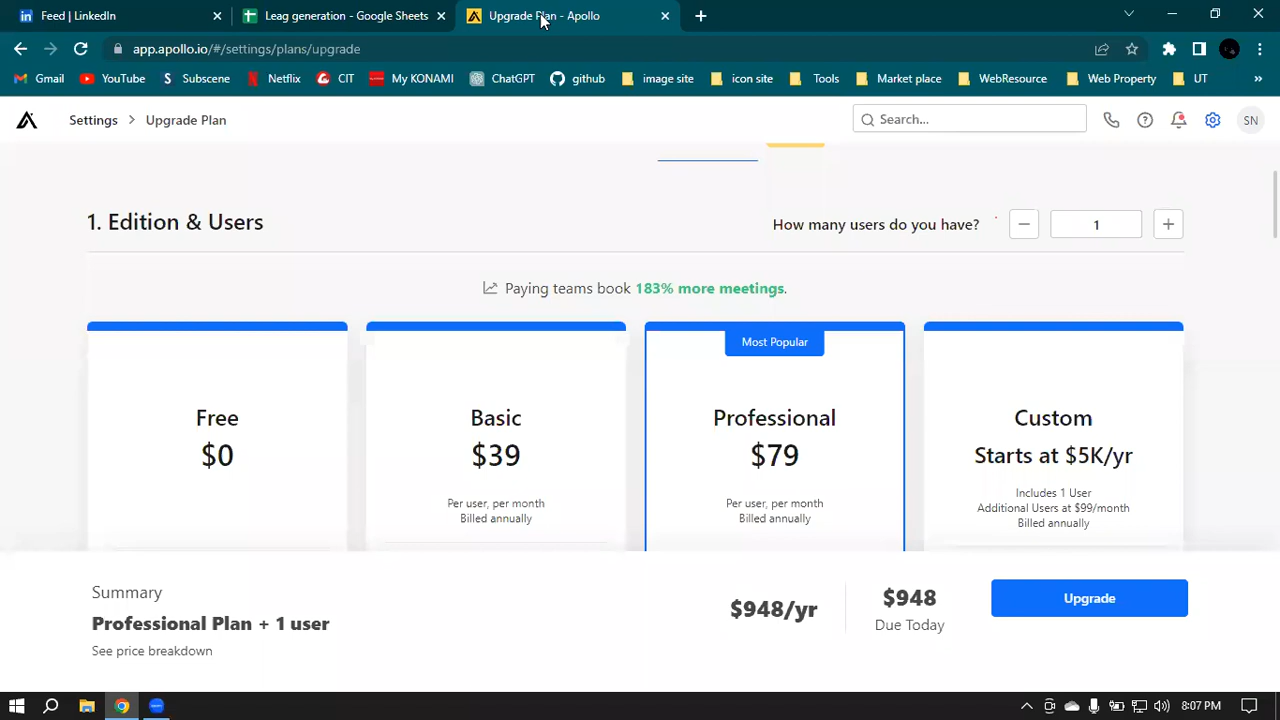 Feed | LinkedIn
Leag generation - Google Sheets
Upgrade Plan - Apollo
app.apollo.io/#/settings/plans/upgrade
Gmail YouTube Subscene Netflix CIT My KONAMI ChatGPT github image site icon site Tools Market place WebResource Web Property UT »
Settings > Upgrade Plan
Search...
SN
1. Edition & Users
How many users do you have? − 1 +
Paying teams book 183% more meetings.
Most Popular
Free
$0
Basic
$39
Per user, per month
Billed annually
Professional
$79
Per user, per month
Billed annually
Custom
Starts at $5K/yr
Includes 1 User
Additional Users at $99/month
Billed annually
Summary
Professional Plan + 1 user
See price breakdown
$948/yr
$948
Due Today
Upgrade
8:07 PM